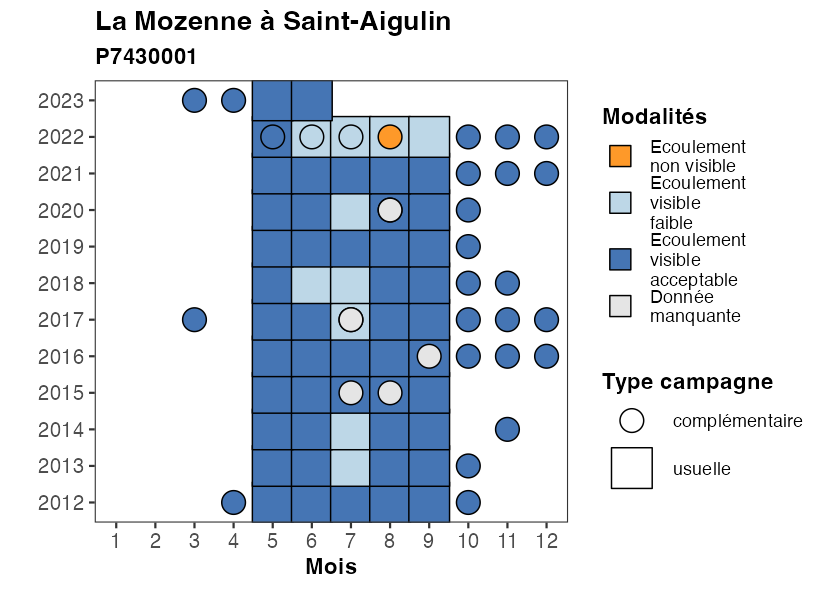 La Mozenne à Saint-Aigulin
P7430001
2023
2022
2021
2020
2019
2018
2017
2016
2015
2014
2013
2012
1 2 3 4 5 6 7 8 9 10 11 12
Mois
Modalités
Ecoulement
non visible
Ecoulement
visible
faible
Ecoulement
visible
acceptable
Donnée
manquante
Type campagne
complémentaire
usuelle